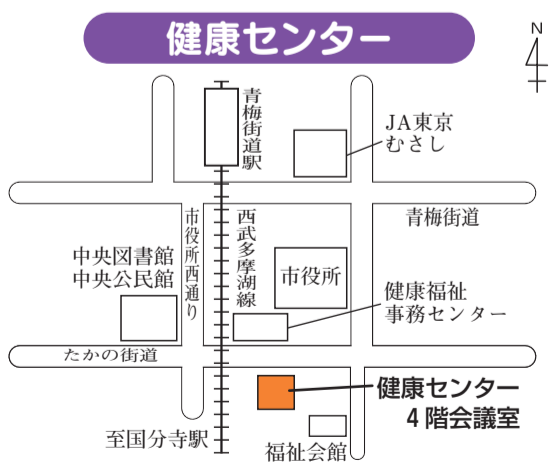 健康センター
N
青梅街道駅
JA東京
むさし
青梅街道
市役所西通り
西武多摩湖線
中央図書館
中央公民館
市役所
健康福祉
事務センター
たかの街道
健康センター
4階会議室
至国分寺駅
福祉会館